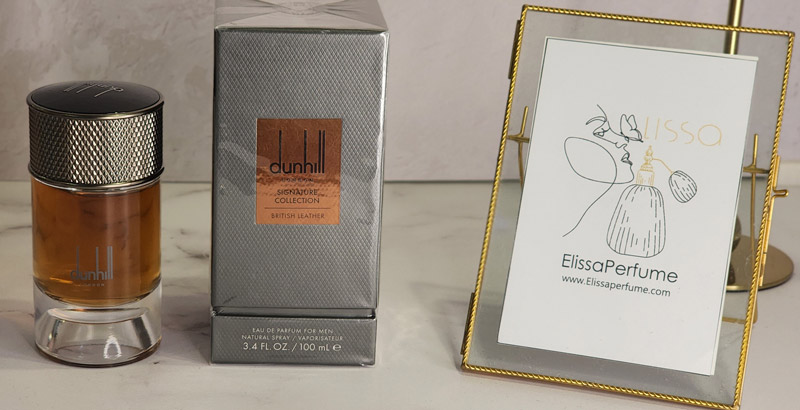 dunhill
LONDON
dunhill
SIGNATURE
COLLECTION
BRITISH LEATHER
EAU DE PARFUM FOR MEN
NATURAL SPRAY / VAPORISATEUR
3.4 FL. OZ. / 100 mL e
LISSA
ElissaPerfume
www.Elissaperfume.com